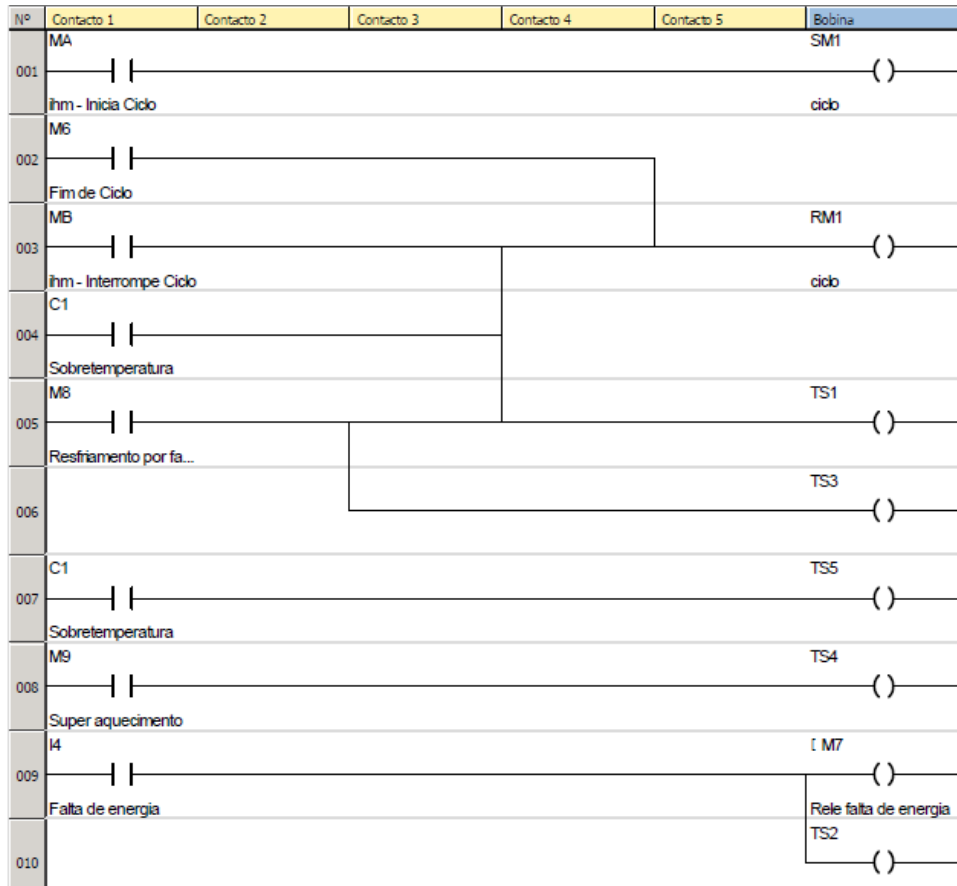 Nº Contacto 1 Contacto 2 Contacto 3 Contacto 4 Contacto 5 Bobina
MA SM1
001
ihm - Inicia Ciclo ciclo
M6
002
Fim de Ciclo
MB RM1
003
ihm - Interrompe Ciclo ciclo
C1
004
Sobretemperatura
M8 TS1
005
Resfriamento por fa...
TS3
006
C1 TS5
007
Sobretemperatura
M9 TS4
008
Super aquecimento
I4 [ M7
009
Falta de energia Rele falta de energia
TS2
010